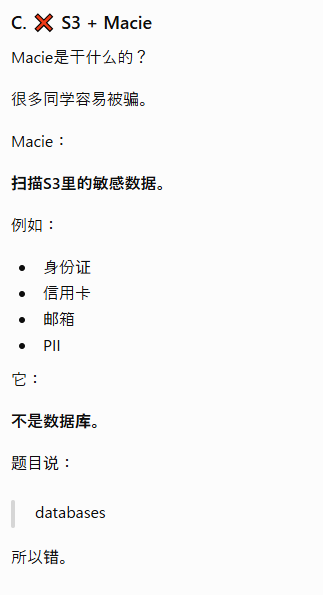 C. ❌ S3 + Macie
Macie是干什么的？
很多同学容易被骗。
Macie：
扫描S3里的敏感数据。
例如：
• 身份证
• 信用卡
• 邮箱
• PII
它：
不是数据库。
题目说：
databases
所以错。